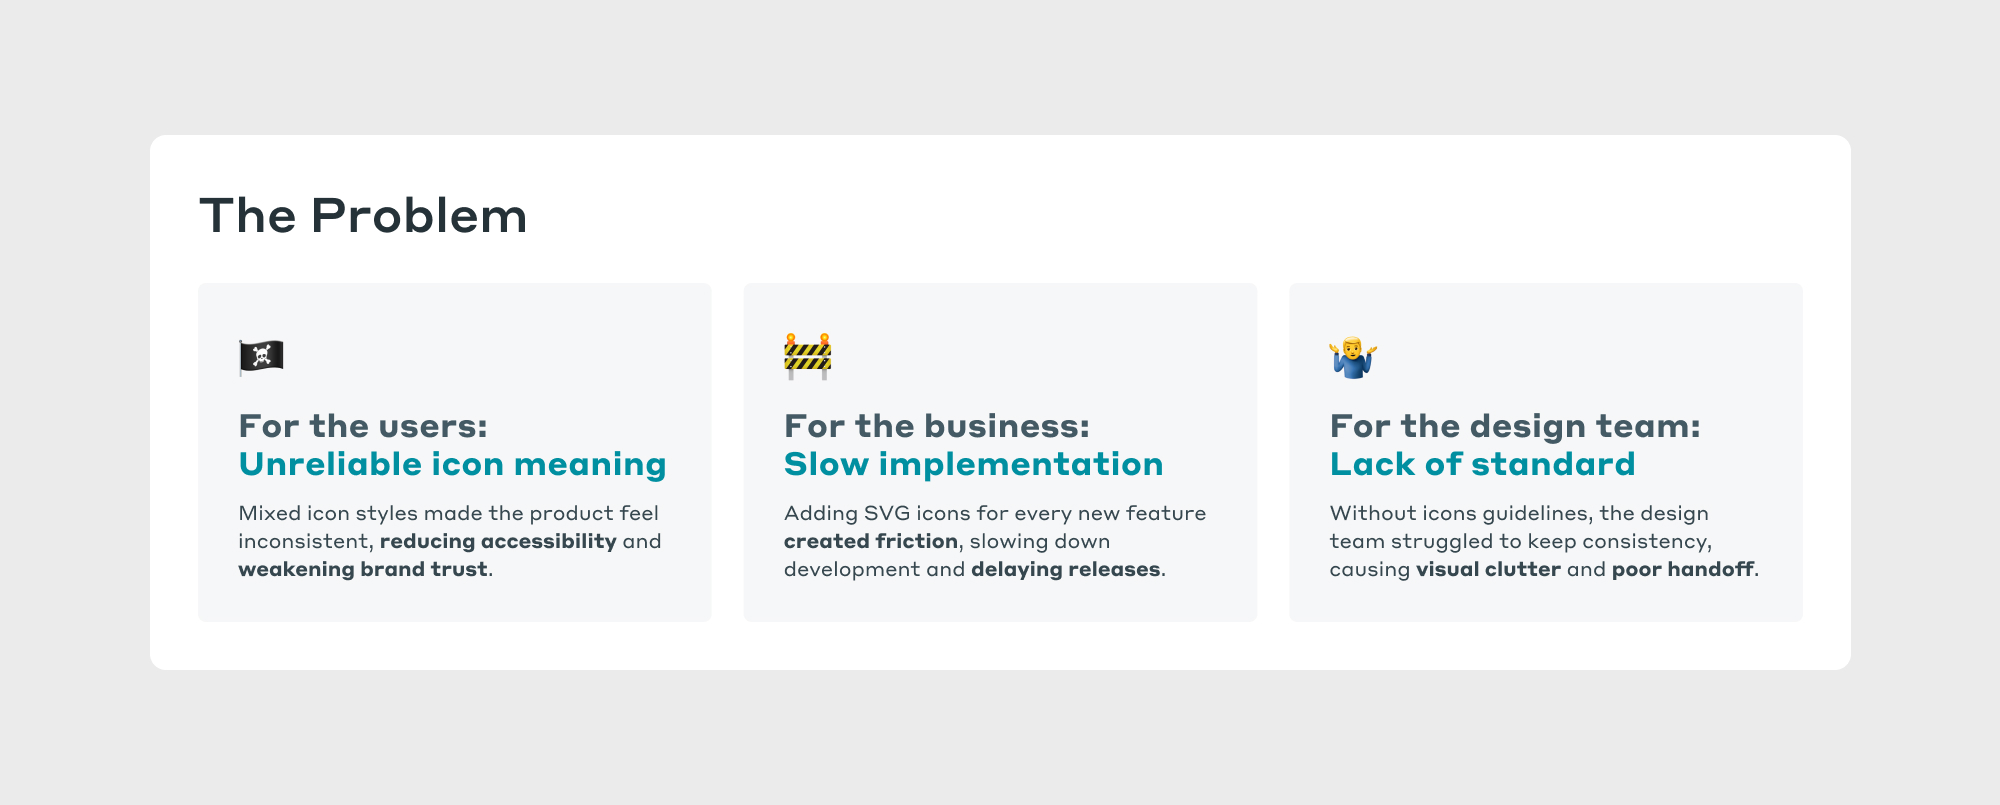 The Problem
For the users:
Unreliable icon meaning
Mixed icon styles made the product feel
inconsistent, reducing accessibility and
weakening brand trust.
For the business:
Slow implementation
Adding SVG icons for every new feature
created friction, slowing down
development and delaying releases.
For the design team:
Lack of standard
Without icons guidelines, the design
team struggled to keep consistency,
causing visual clutter and poor handoff.